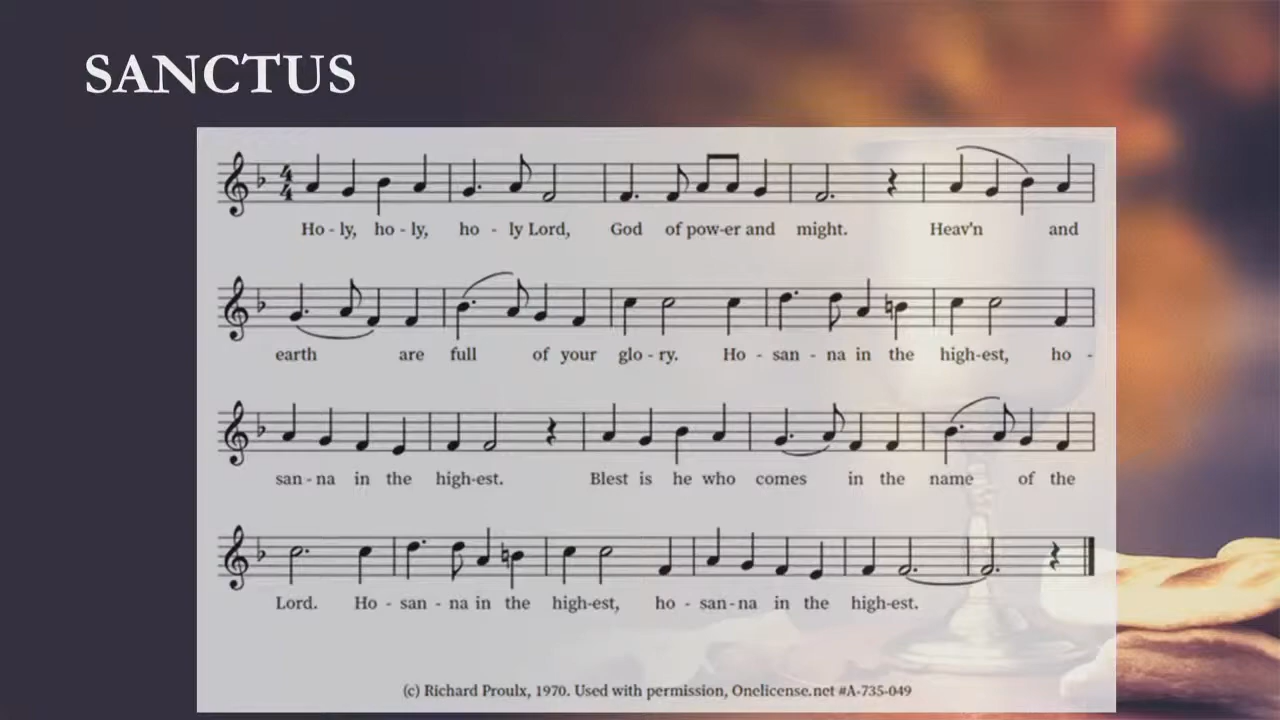 SANCTUS
Ho - ly, ho - ly, ho - ly Lord, God of pow-er and might. Heav'n and
earth are full of your glo - ry. Ho - san - na in the high-est, ho -
san - na in the high-est. Blest is he who comes in the name of the
Lord. Ho - san - na in the high-est, ho - san - na in the high-est.
(c) Richard Proulx, 1970. Used with permission, Onelicense.net #A-735-049